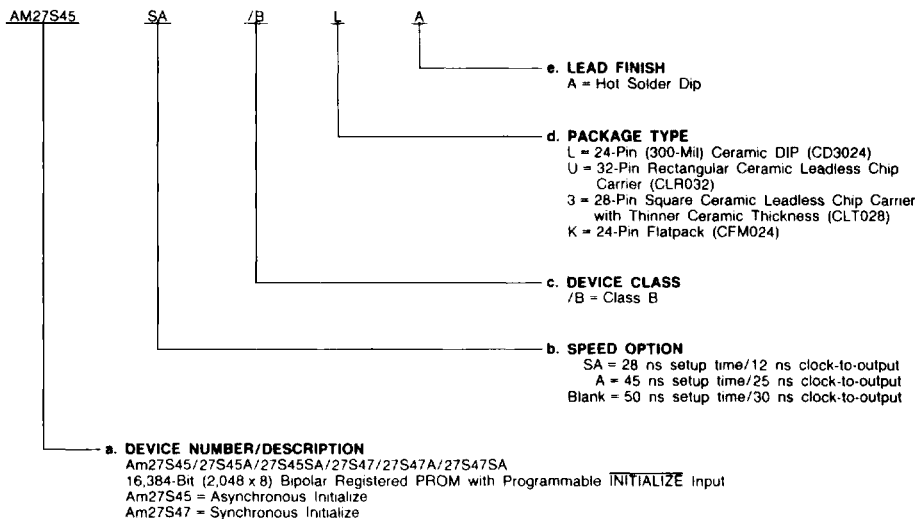 AM27S45 SA /B L A
e. LEAD FINISH
A = Hot Solder Dip
d. PACKAGE TYPE
L = 24-Pin (300-Mil) Ceramic DIP (CD3024)
U = 32-Pin Rectangular Ceramic Leadless Chip
Carrier (CLR032)
3 = 28-Pin Square Ceramic Leadless Chip Carrier
with Thinner Ceramic Thickness (CLT028)
K = 24-Pin Flatpack (CFM024)
c. DEVICE CLASS
/B = Class B
b. SPEED OPTION
SA = 28 ns setup time/12 ns clock-to-output
A = 45 ns setup time/25 ns clock-to-output
Blank = 50 ns setup time/30 ns clock-to-output
a. DEVICE NUMBER/DESCRIPTION
Am27S45/27S45A/27S45SA/27S47/27S47A/27S47SA
16,384-Bit (2,048 x 8) Bipolar Registered PROM with Programmable INITIALIZE Input
Am27S45 = Asynchronous Initialize
Am27S47 = Synchronous Initialize